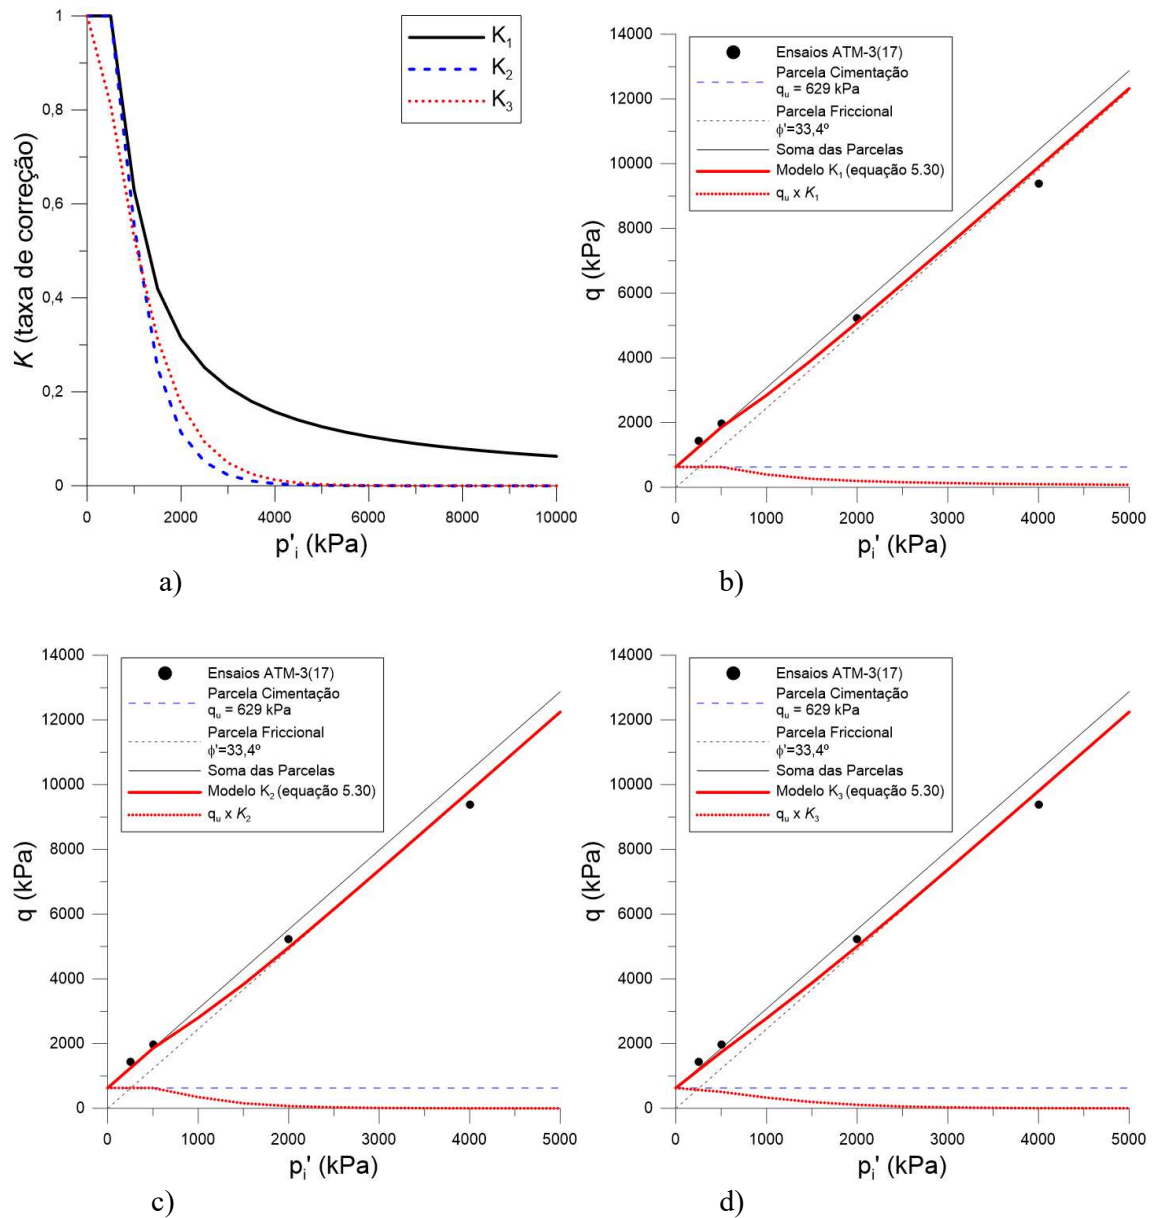 1
0,8
0,6
0,4
0,2
0
K (taxa de correção)
K₁
K₂
K₃
0 2000 4000 6000 8000 10000
p'ᵢ (kPa)
a)
14000
12000
10000
8000
6000
4000
2000
0
q (kPa)
Ensaios ATM-3(17)
Parcela Cimentação
qᵤ = 629 kPa
Parcela Friccional
ϕ'=33,4º
Soma das Parcelas
Modelo K₁ (equação 5.30)
qᵤ x K₁
0 1000 2000 3000 4000 5000
pᵢ' (kPa)
b)
14000
12000
10000
8000
6000
4000
2000
0
q (kPa)
Ensaios ATM-3(17)
Parcela Cimentação
qᵤ = 629 kPa
Parcela Friccional
ϕ'=33,4º
Soma das Parcelas
Modelo K₂ (equação 5.30)
qᵤ x K₂
0 1000 2000 3000 4000 5000
pᵢ' (kPa)
c)
14000
12000
10000
8000
6000
4000
2000
0
q (kPa)
Ensaios ATM-3(17)
Parcela Cimentação
qᵤ = 629 kPa
Parcela Friccional
ϕ'=33,4º
Soma das Parcelas
Modelo K₃ (equação 5.30)
qᵤ x K₃
0 1000 2000 3000 4000 5000
pᵢ' (kPa)
d)